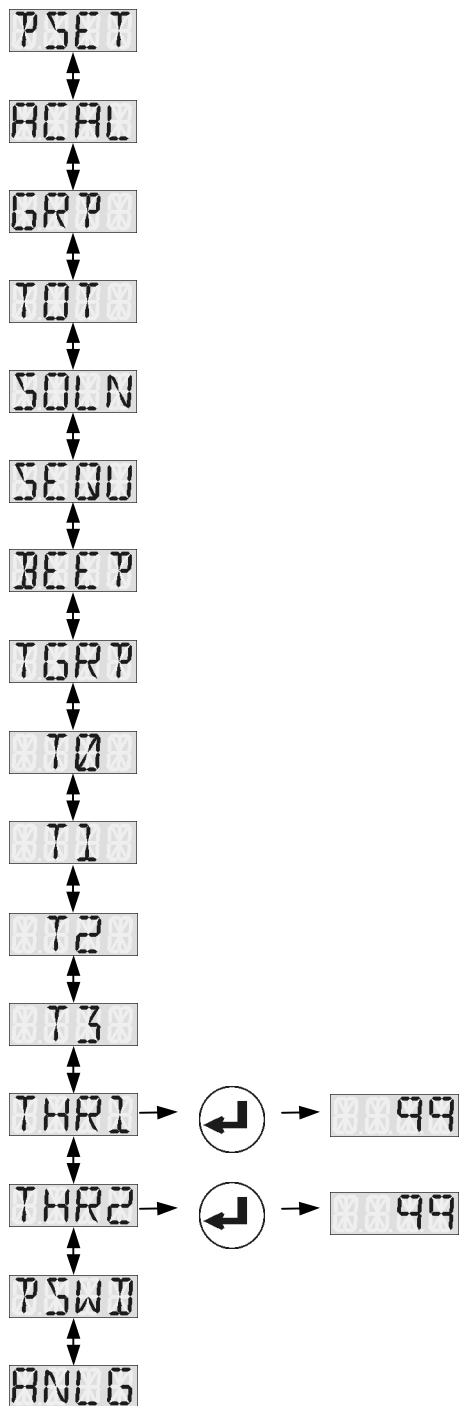 PSET
ACAL
GRP
TOT
SOLN
SEQU
BEEP
TGRP
T0
T1
T2
T3
THR1 99
THR2 99
PSWD
ANLG